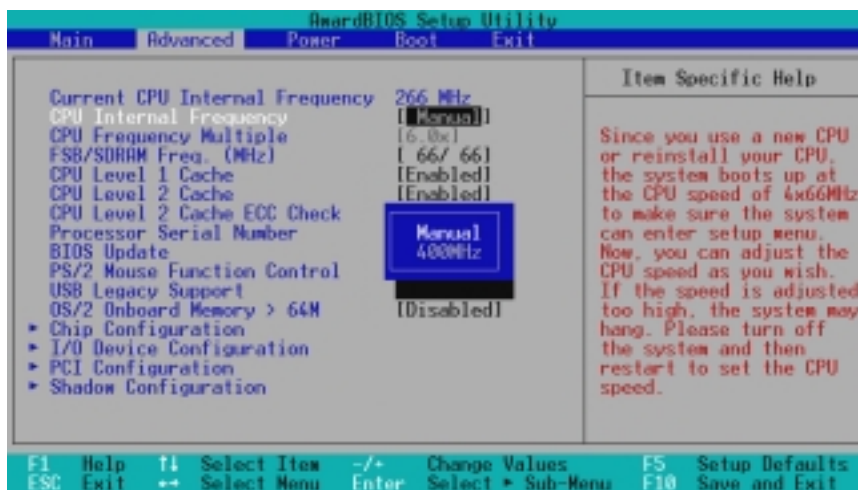 AwardBIOS Setup Utility
Main Advanced Power Boot Exit
Item Specific Help
Current CPU Internal Frequency 266 MHz
CPU Internal Frequency [ Manual]
CPU Frequency Multiple [6.0x]
FSB/SDRAM Freq. (MHz) [ 66/ 66]
CPU Level 1 Cache [Enabled]
CPU Level 2 Cache [Enabled]
CPU Level 2 Cache ECC Check
Processor Serial Number
BIOS Update
PS/2 Mouse Function Control
USB Legacy Support
OS/2 Onboard Memory > 64M [Disabled]
► Chip Configuration
► I/O Device Configuration
► PCI Configuration
► Shadow Configuration
Manual
400MHz
Since you use a new CPU
or reinstall your CPU,
the system boots up at
the CPU speed of 4x66MHz
to make sure the system
can enter setup menu.
Now, you can adjust the
CPU speed as you wish.
If the speed is adjusted
too high, the system may
hang. Please turn off
the system and then
restart to set the CPU
speed.
F1 Help ↑↓ Select Item -/+ Change Values F5 Setup Defaults
ESC Exit ↔ Select Menu Enter Select ► Sub-Menu F10 Save and Exit